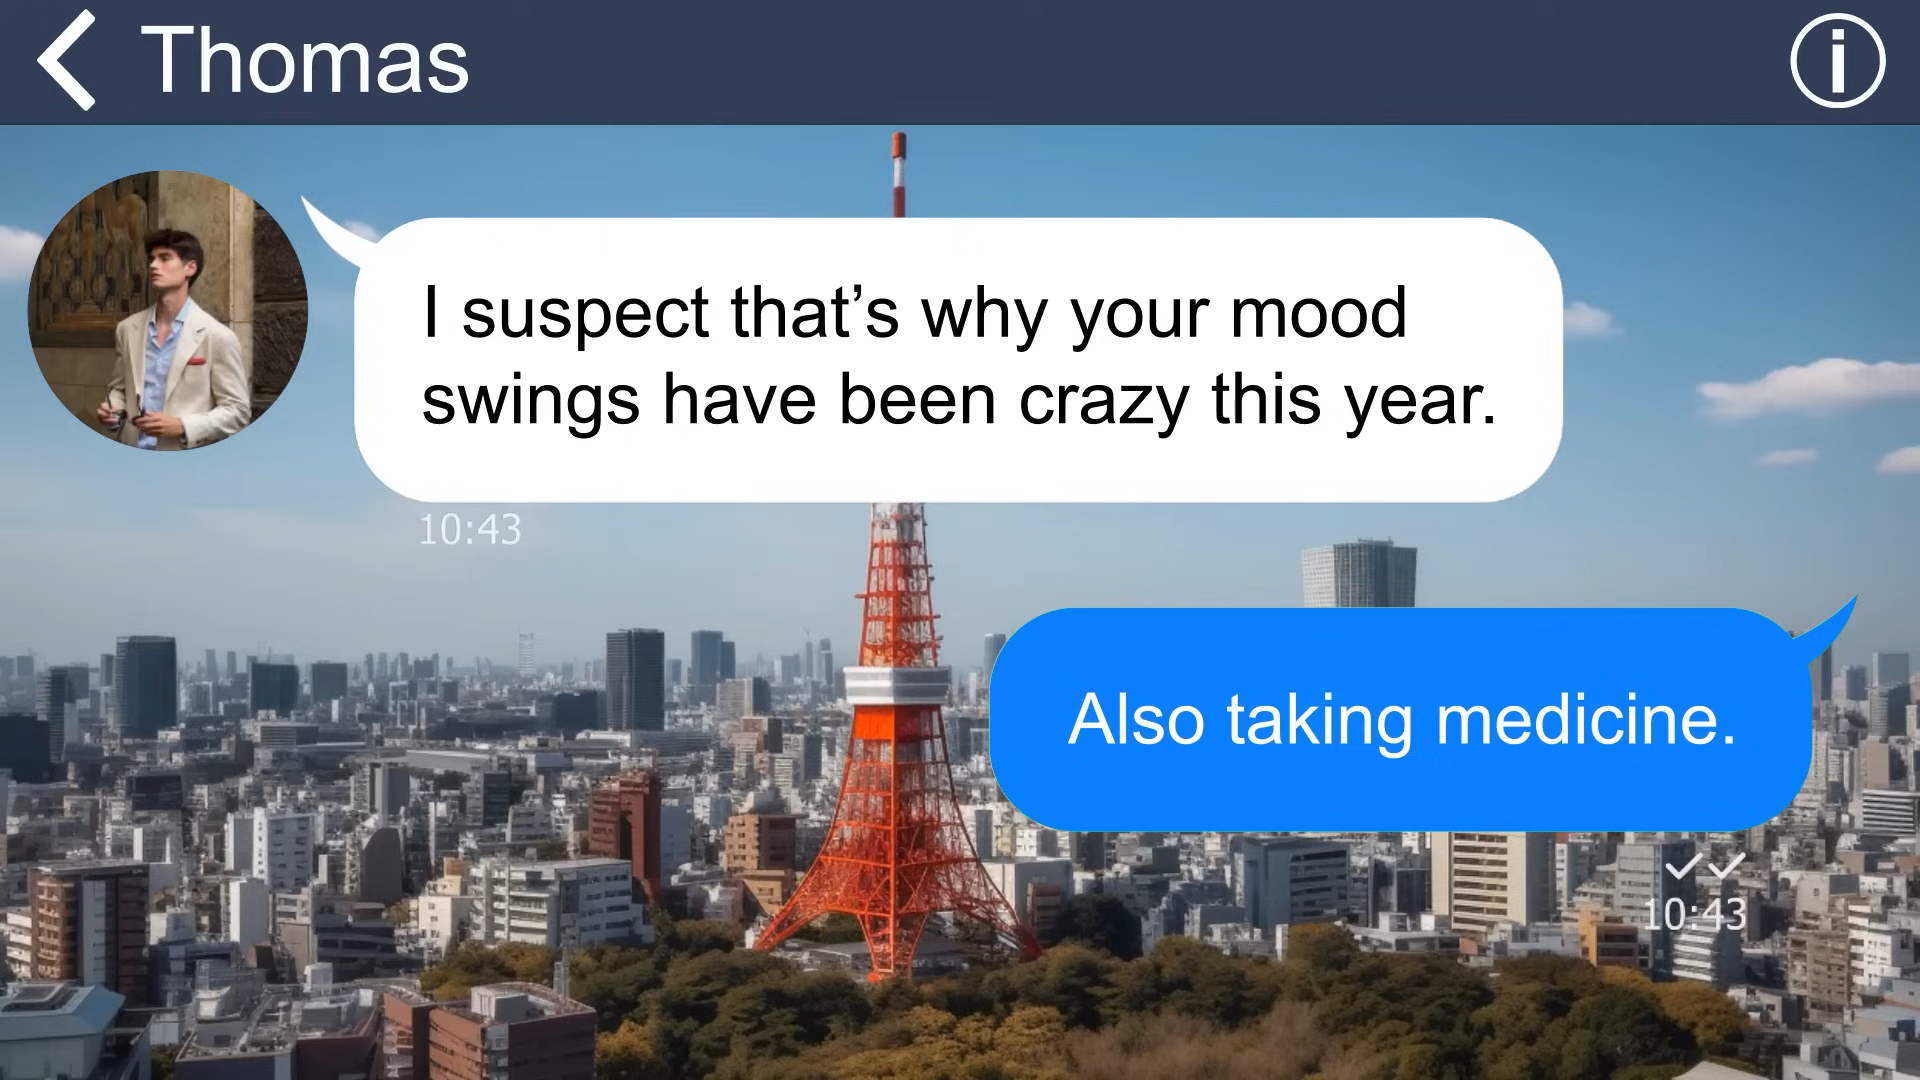 Thomas
I suspect that’s why your mood
swings have been crazy this year.
10:43
Also taking medicine.
10:43